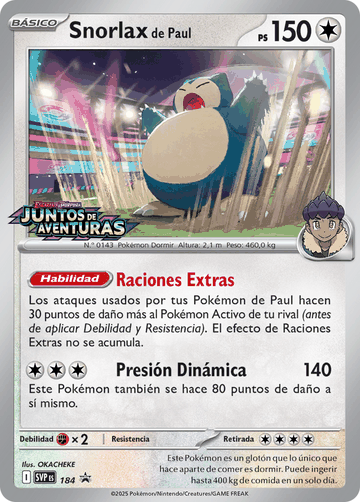 BÁSICO
Snorlax de Paul
PS 150
JUNTOS DE
AVENTURAS
N.º 0143 Pokémon Dormir Altura: 2,1 m Peso: 460,0 kg
Habilidad Raciones Extras
Los ataques usados por tus Pokémon de Paul hacen
30 puntos de daño más al Pokémon Activo de tu rival (antes
de aplicar Debilidad y Resistencia). El efecto de Raciones
Extras no se acumula.
Presión Dinámica 140
Este Pokémon también se hace 80 puntos de daño a
sí mismo.
Debilidad ×2 Resistencia Retirada
Ilus. OKACHEKE
I SVP ES 184
Este Pokémon es un glotón que lo único que
hace aparte de comer es dormir. Puede ingerir
hasta 400 kg de comida en un solo día.
©2025 Pokémon/Nintendo/Creatures/GAME FREAK